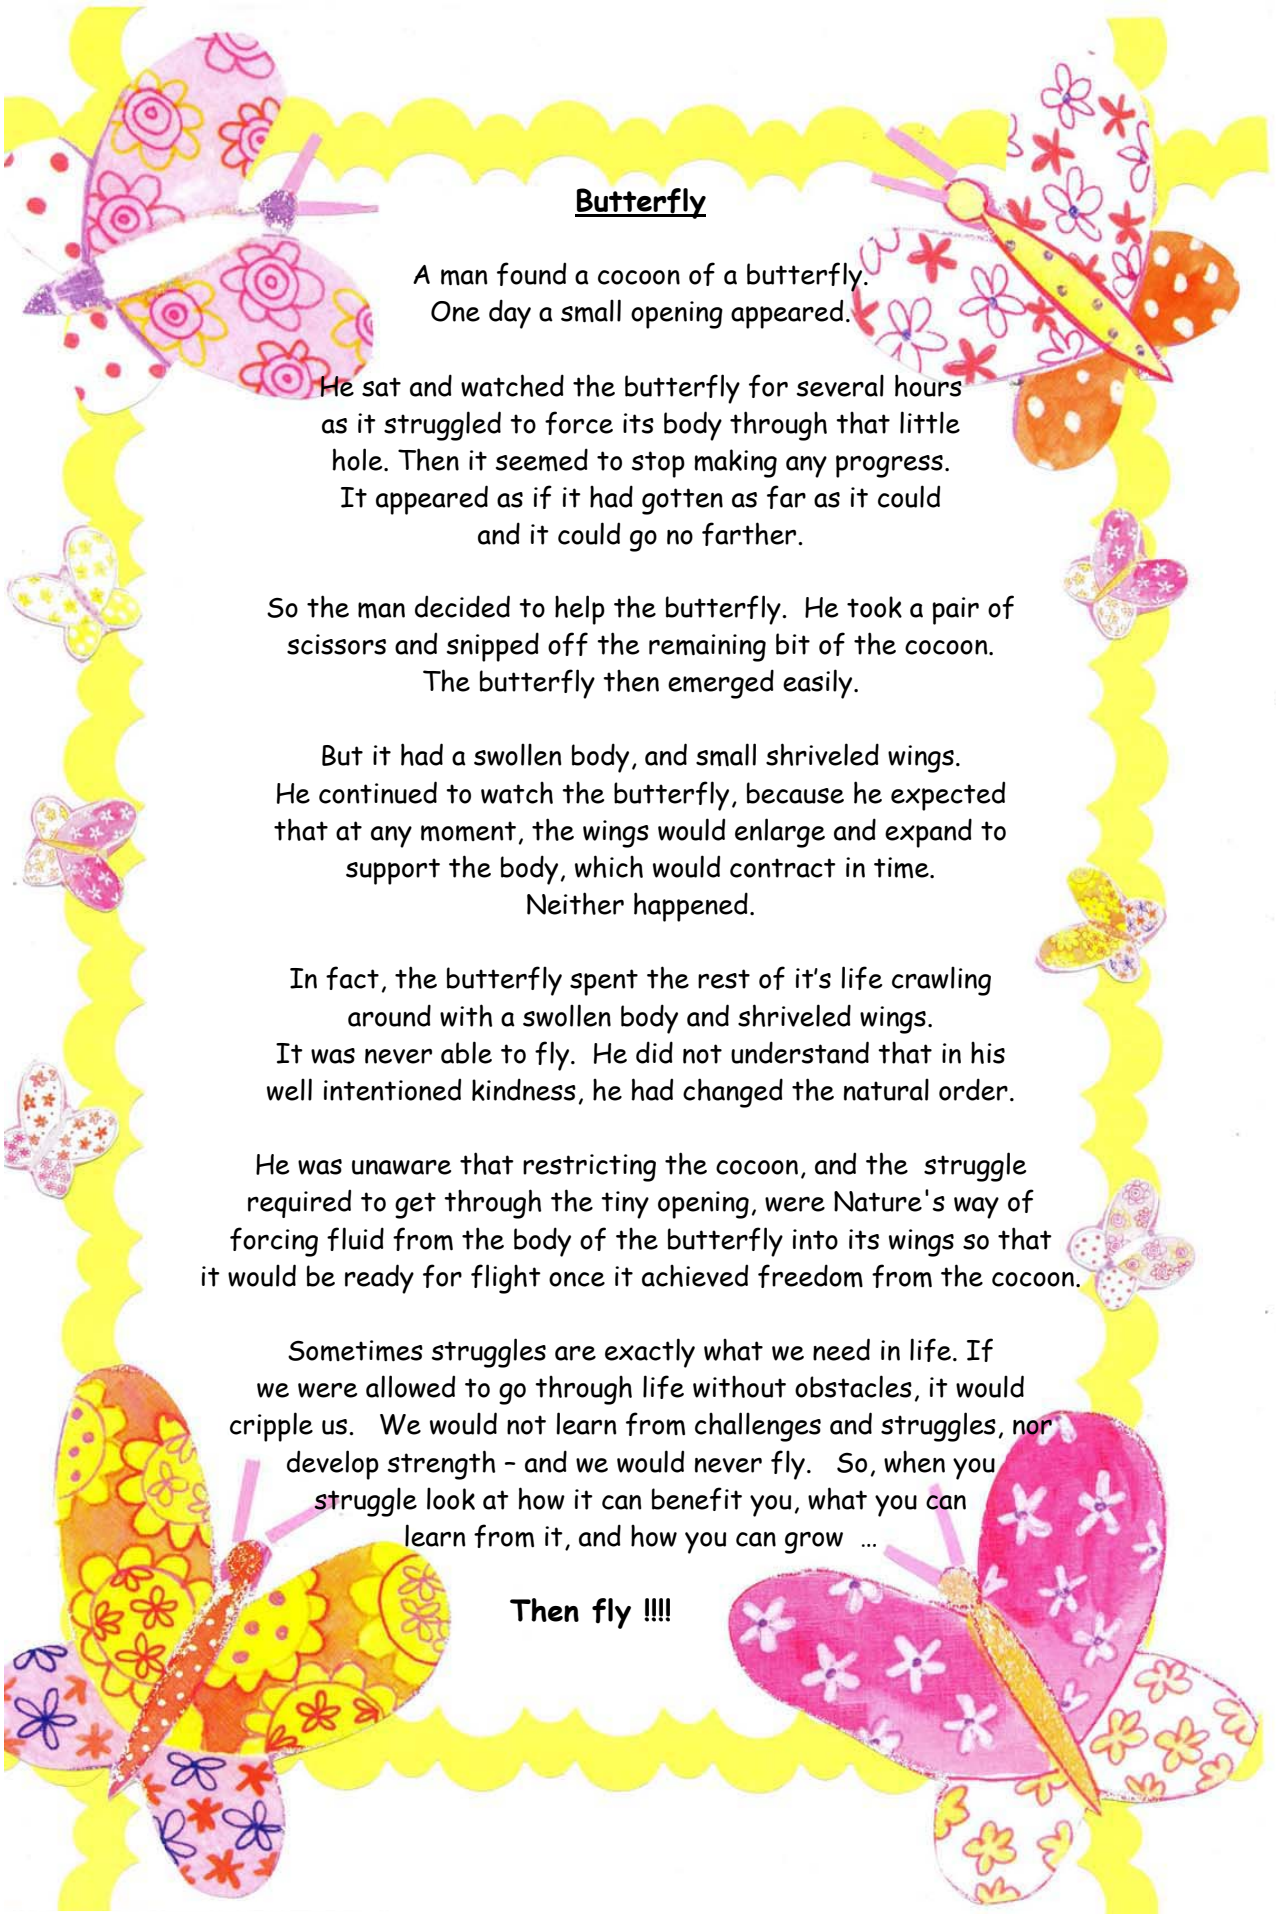 Butterfly
A man found a cocoon of a butterfly.
One day a small opening appeared.
He sat and watched the butterfly for several hours
as it struggled to force its body through that little
hole. Then it seemed to stop making any progress.
It appeared as if it had gotten as far as it could
and it could go no farther.
So the man decided to help the butterfly.  He took a pair of
scissors and snipped off the remaining bit of the cocoon.
The butterfly then emerged easily.
But it had a swollen body, and small shriveled wings.
He continued to watch the butterfly, because he expected
that at any moment, the wings would enlarge and expand to
support the body, which would contract in time.
Neither happened.
In fact, the butterfly spent the rest of it’s life crawling
around with a swollen body and shriveled wings.
It was never able to fly.  He did not understand that in his
well intentioned kindness, he had changed the natural order.
He was unaware that restricting the cocoon, and the  struggle
required to get through the tiny opening, were Nature's way of
forcing fluid from the body of the butterfly into its wings so that
it would be ready for flight once it achieved freedom from the cocoon.
Sometimes struggles are exactly what we need in life. If
we were allowed to go through life without obstacles, it would
cripple us.   We would not learn from challenges and struggles, nor
develop strength – and we would never fly.   So, when you
struggle look at how it can benefit you, what you can
learn from it, and how you can grow  …
Then fly !!!!